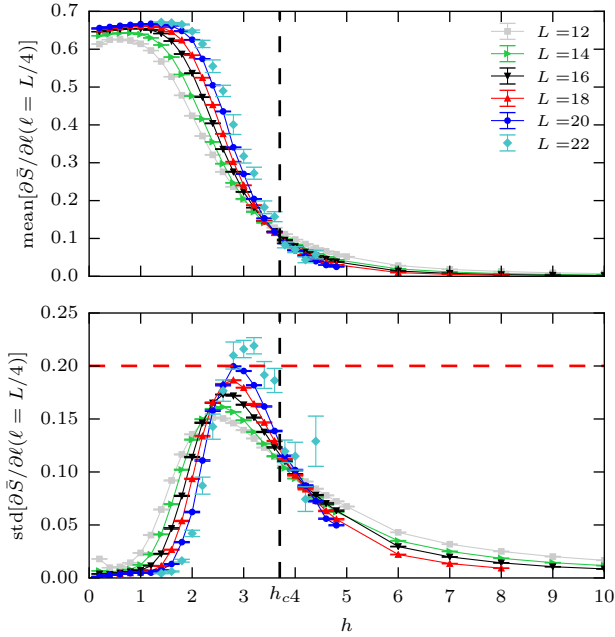 0.7
0.6
0.5
0.4
0.3
0.2
0.1
0.0
mean[∂S̄/∂ℓ(ℓ = L/4)]
L =12
L =14
L =16
L =18
L =20
L =22
0.25
0.20
0.15
0.10
0.05
0.00
std[∂S̄/∂ℓ(ℓ = L/4)]
0 1 2 3 h_{c}4 5 6 7 8 9 10
h